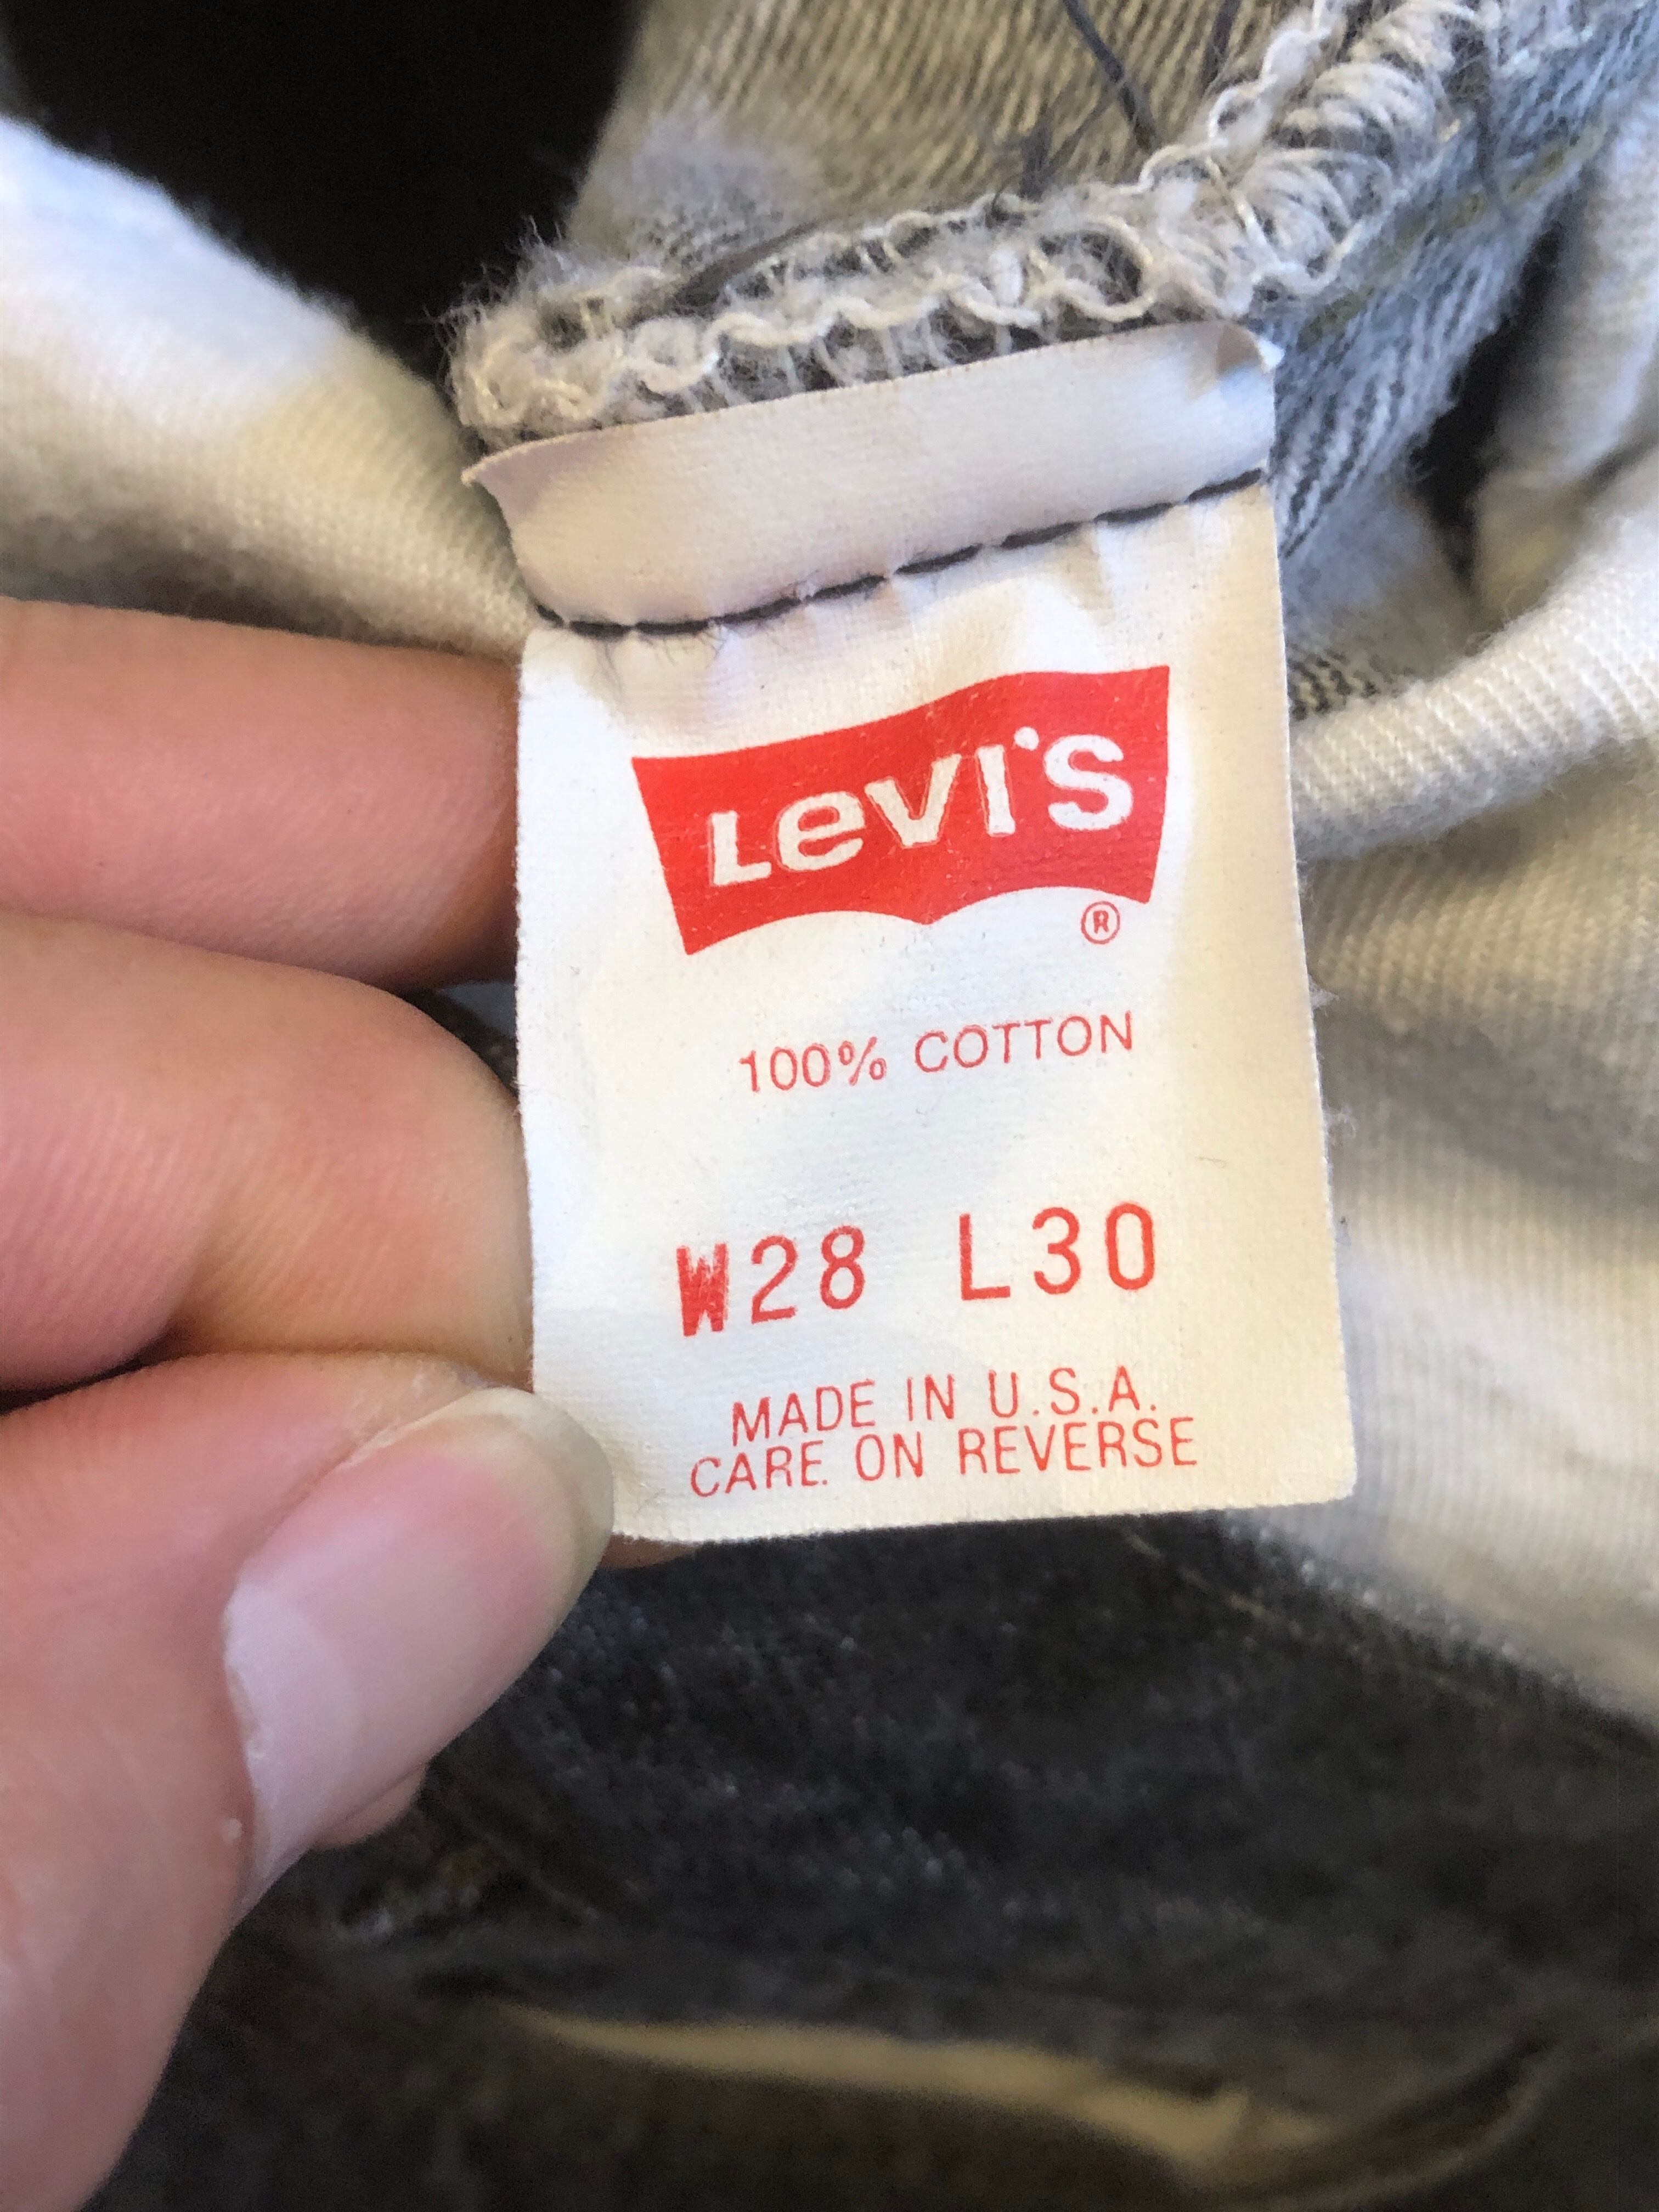 Levi's
®
100% COTTON
W28 L30
MADE IN U.S.A.
CARE ON REVERSE